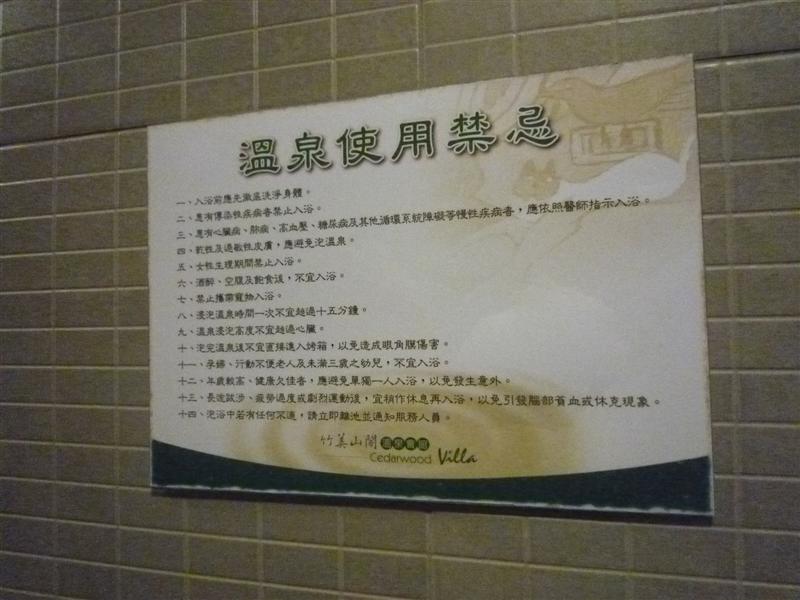 溫泉使用禁忌
一、入浴前應先澈底洗淨身體。
二、患有傳染性疾病者禁止入浴。
三、患有心臟病、肺病、高血壓、糖尿病及其他循環系統障礙等慢性疾病者，應依照醫師指示入浴。
四、乾性及過敏性皮膚，應避免泡溫泉。
五、女性生理期間禁止入浴。
六、酒醉、空腹及飽食後，不宜入浴。
七、禁止攜帶寵物入浴。
八、浸泡溫泉時間一次不宜超過十五分鐘。
九、溫泉浸泡高度不宜超過心臟。
十、泡完溫泉後不宜直接進入烤箱，以免造成眼角膜傷害。
十一、孕婦、行動不便老人及未滿三歲之幼兒，不宜入浴。
十二、年歲較高、健康欠佳者，應避免單獨一人入浴，以免發生意外。
十三、長途跋涉、疲勞過度或劇烈運動後，宜稍作休息再入浴，以免引發腦部貧血或休克現象。
十四、泡浴中若有任何不適，請立即離池並通知服務人員。
竹美山閣 溫泉會館
Cedarwood Villa